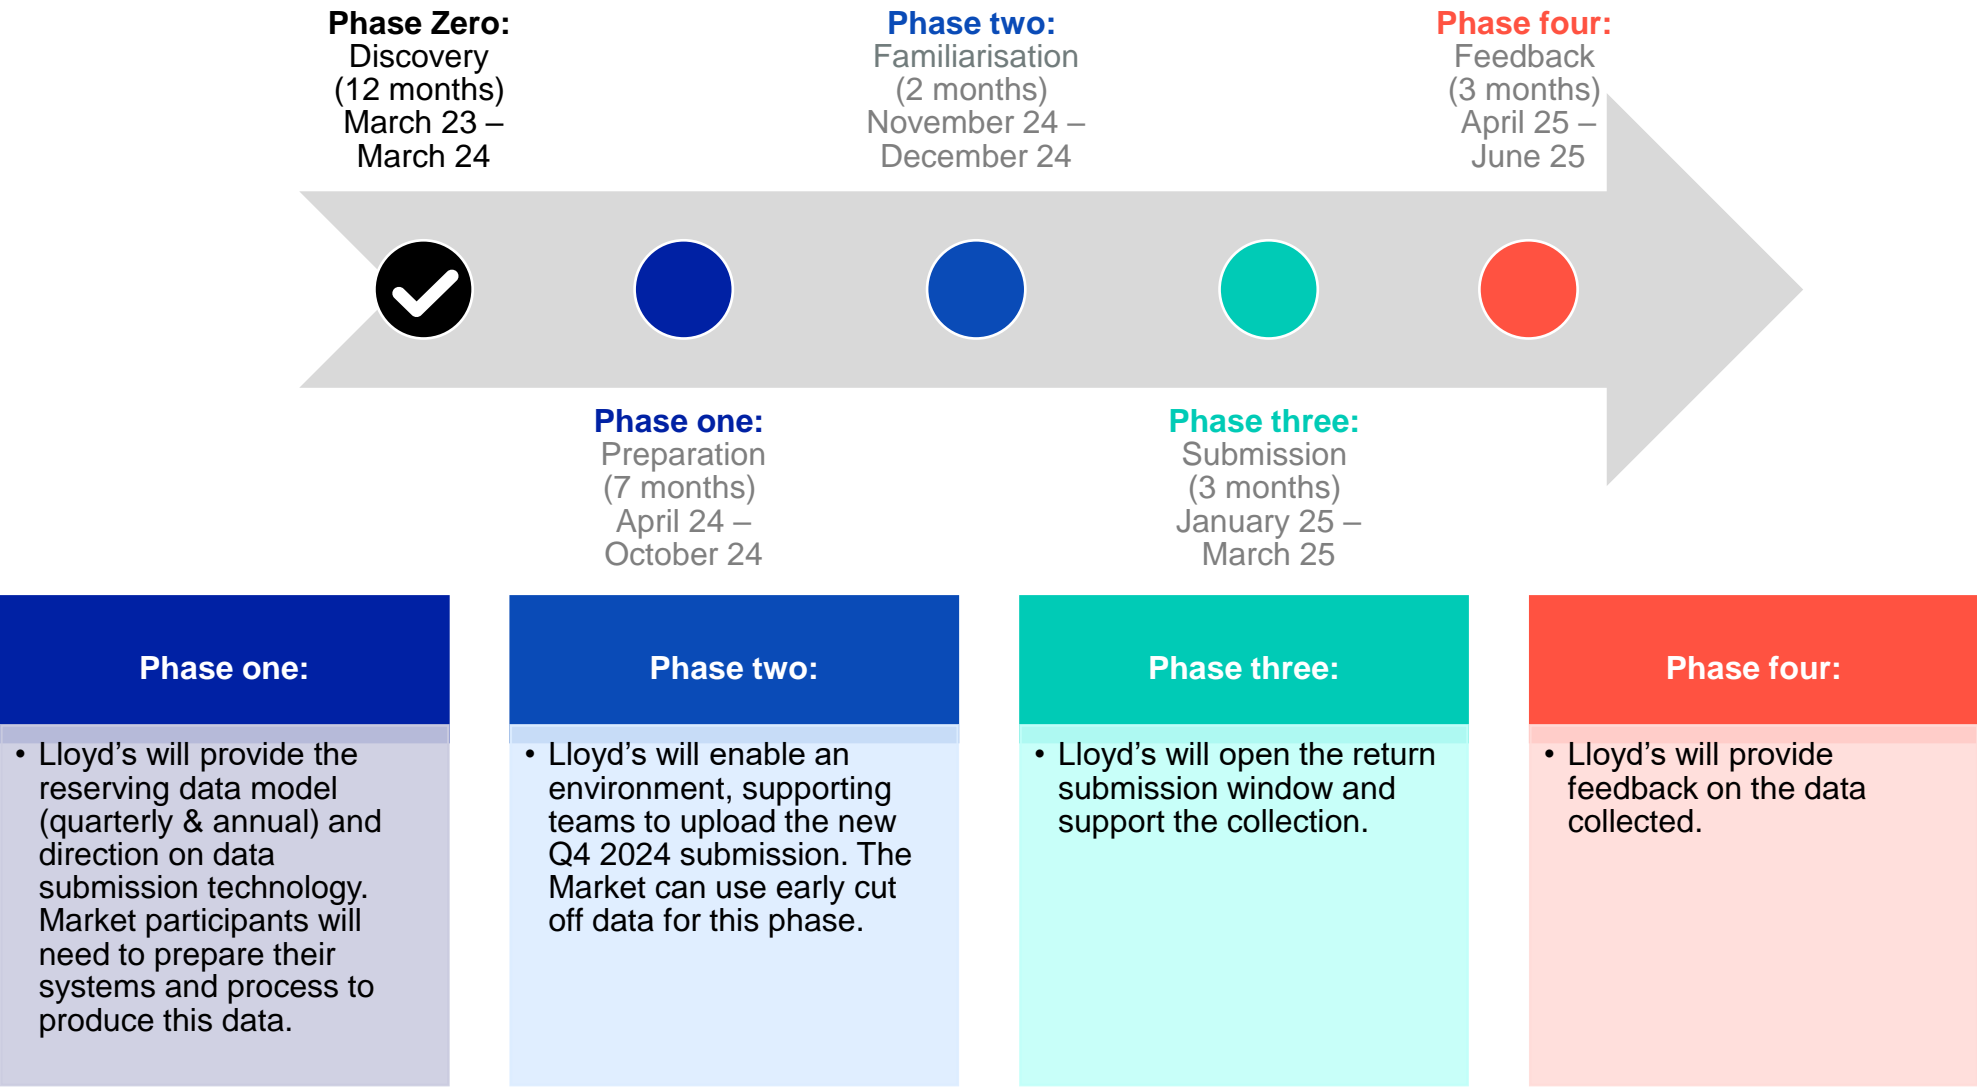 Phase Zero:
Discovery
(12 months)
March 23 –
March 24
Phase two:
Familiarisation
(2 months)
November 24 –
December 24
Phase four:
Feedback
(3 months)
April 25 –
June 25
Phase one:
Preparation
(7 months)
April 24 –
October 24
Phase three:
Submission
(3 months)
January 25 –
March 25
Phase one:
• Lloyd’s will provide the
reserving data model
(quarterly & annual) and
direction on data
submission technology.
Market participants will
need to prepare their
systems and process to
produce this data.
Phase two:
• Lloyd’s will enable an
environment, supporting
teams to upload the new
Q4 2024 submission. The
Market can use early cut
off data for this phase.
Phase three:
• Lloyd’s will open the return
submission window and
support the collection.
Phase four:
• Lloyd’s will provide
feedback on the data
collected.